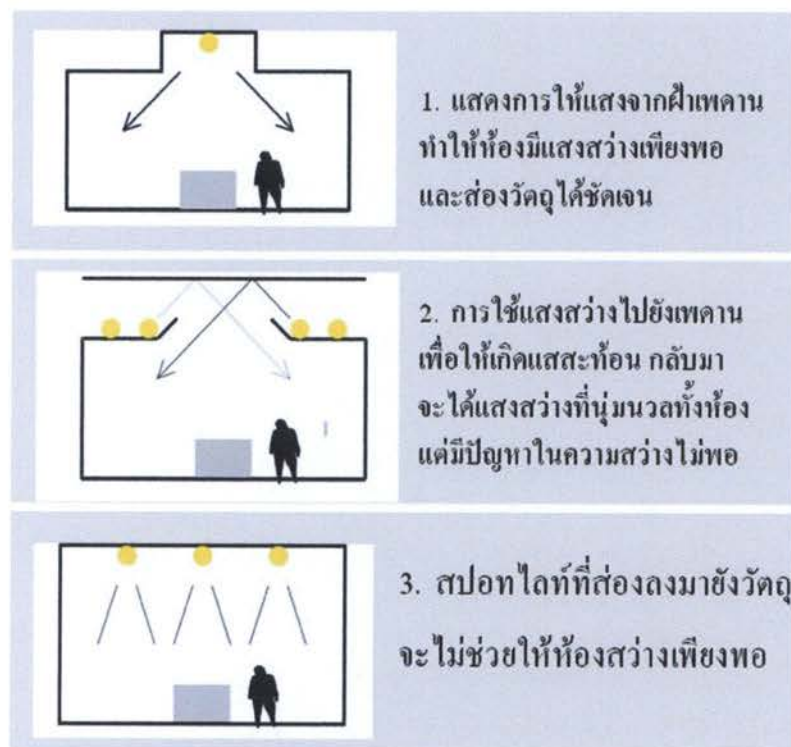 1. แสดงการให้แสงจากฝ้าเพดาน
ทำให้ห้องมีแสงสว่างเพียงพอ
และส่องวัตถุได้ชัดเจน
2. การใช้แสงสว่างไปยังเพดาน
เพื่อให้เกิดแสสะท้อน กลับมา
จะได้แสงสว่างที่นุ่มนวลทั้งห้อง
แต่มีปัญหาในความสว่างไม่พอ
3. สปอทไลท์ที่ส่องลงมายังวัตถุ
จะไม่ช่วยให้ห้องสว่างเพียงพอ